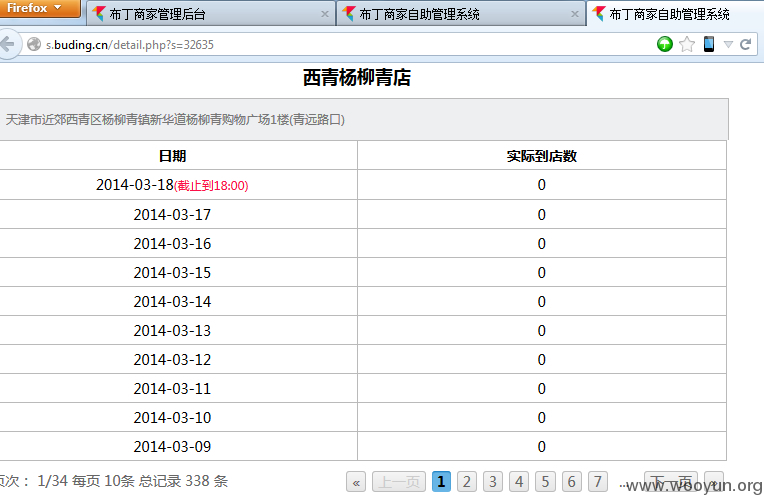 Firefox
布丁商家管理后台 × 布丁商家自助管理系统 × 布丁商家自助管理系统
s.buding.cn/detail.php?s=32635
西青杨柳青店
天津市近郊西青区杨柳青镇新华道杨柳青购物广场1楼(青远路口)
日期 实际到店数
2014-03-18(截止到18:00) 0
2014-03-17 0
2014-03-16 0
2014-03-15 0
2014-03-14 0
2014-03-13 0
2014-03-12 0
2014-03-11 0
2014-03-10 0
2014-03-09 0
页次： 1/34 每页 10条 总记录 338 条 « 上一页 1 2 3 4 5 6 7 ... 下一页 »
www.wooyun.org